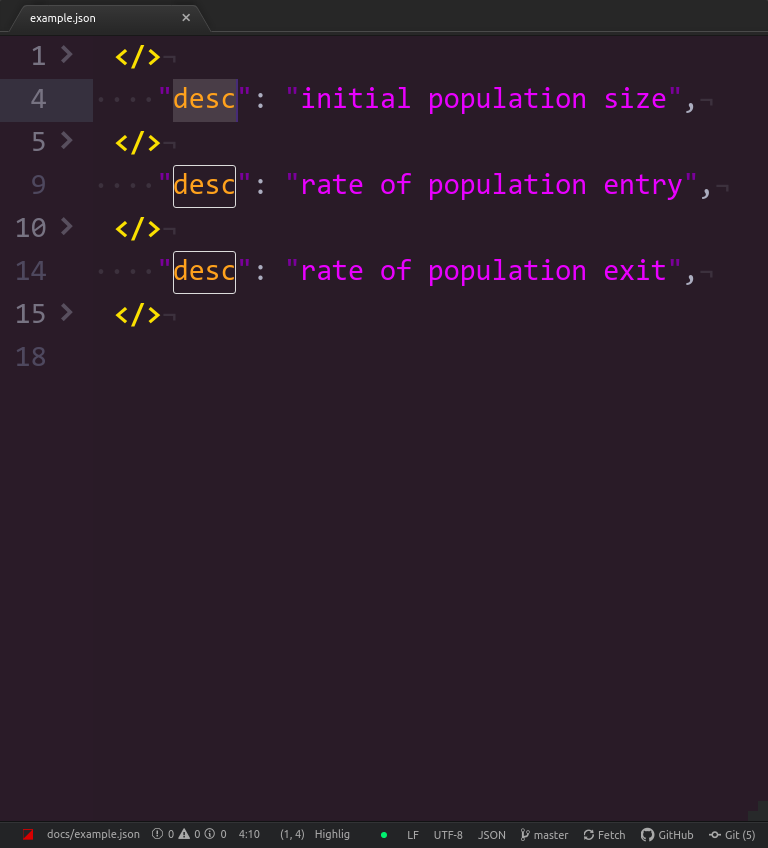 example.json ×
1 > </>¬
4 ····"desc": "initial population size",¬
5 > </>¬
9 ····"desc": "rate of population entry",¬
10 > </>¬
14 ····"desc": "rate of population exit",¬
15 > </>¬
18
docs/example.json 0 0 0 4:10 (1, 4) Highlig LF UTF-8 JSON master Fetch GitHub Git (5)